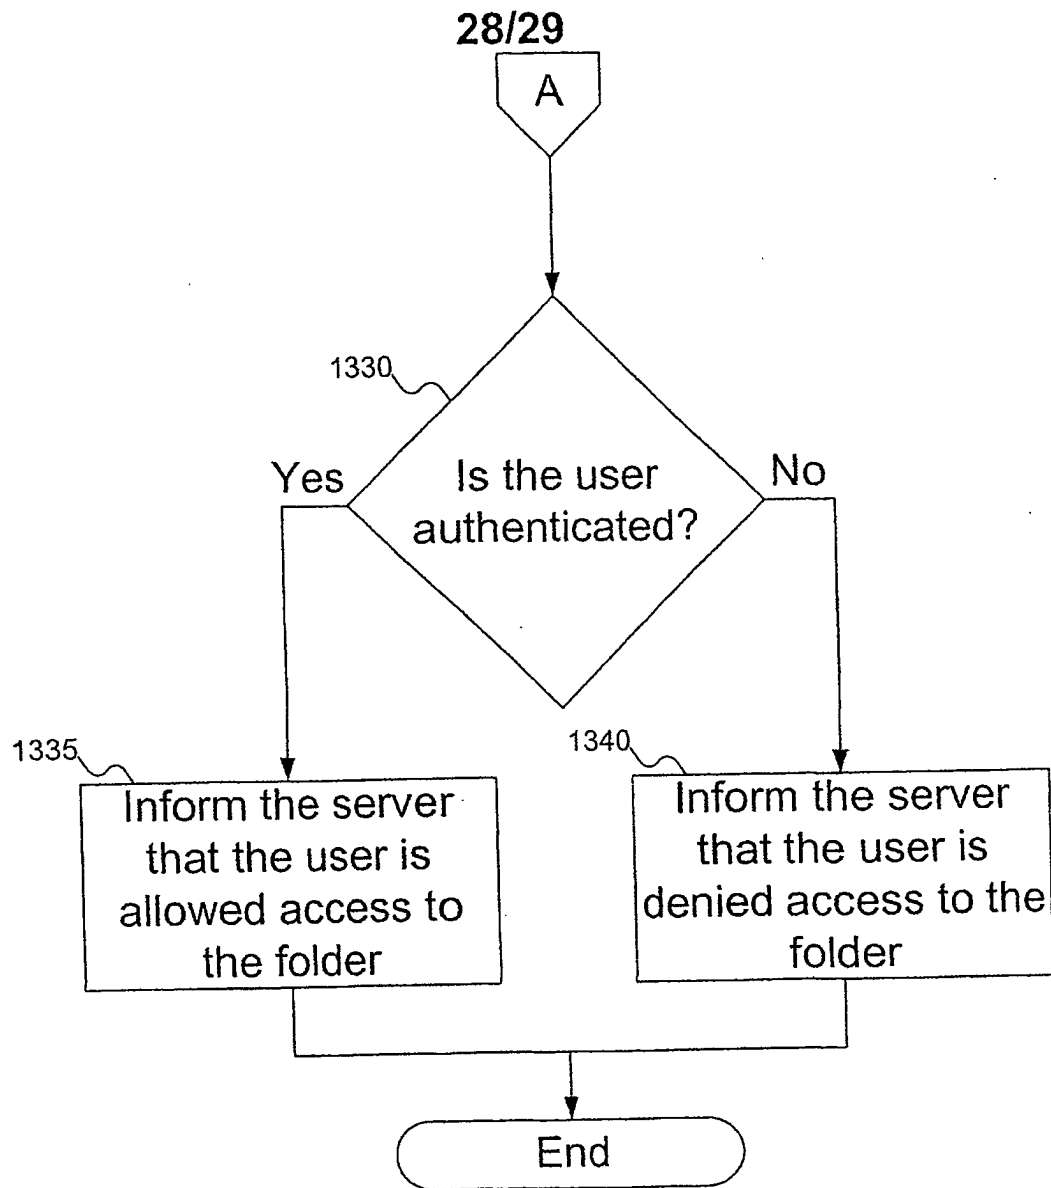 28/29
A
1330
Yes
Is the user
authenticated?
No
1335
Inform the server
that the user is
allowed access to
the folder
1340
Inform the server
that the user is
denied access to the
folder
End